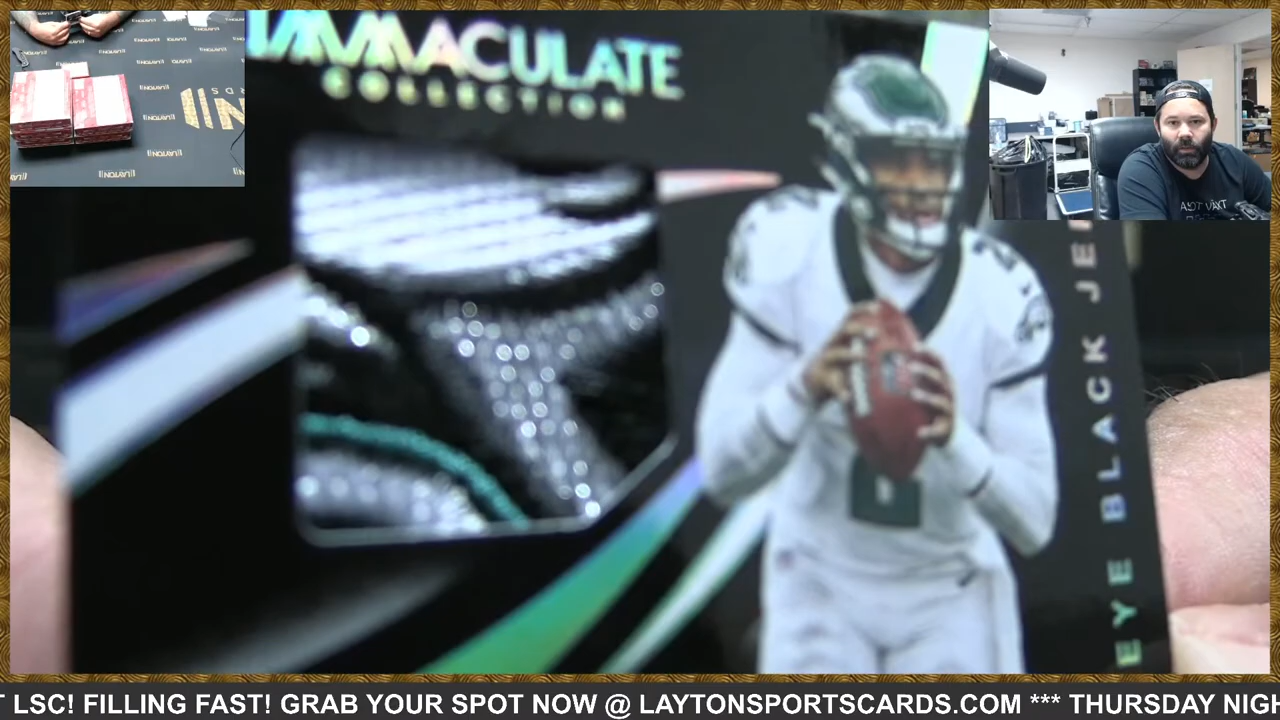 IMMACULATE
COLLECTION
EYE BLACK JE
T LSC! FILLING FAST! GRAB YOUR SPOT NOW @ LAYTONSPORTSCARDS.COM *** THURSDAY NIGH